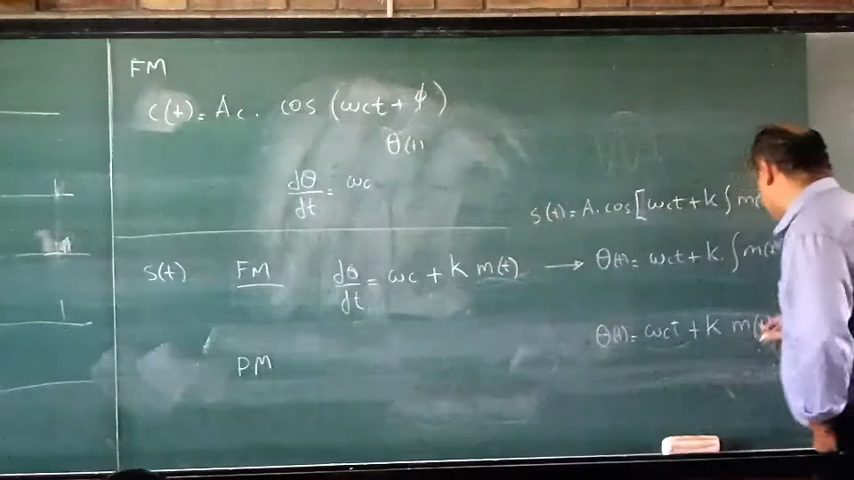 FM
c(t) = Ac . cos (ωct + ϕ)
θ(t)
dθ/dt = ωc
s(t) = A. cos [ωct + k ∫ m
s(t) FM dθ/dt = ωc + k m(t) → θ(t) = ωct + k. ∫ m(t)
θ(t) = ωct + k m(
PM